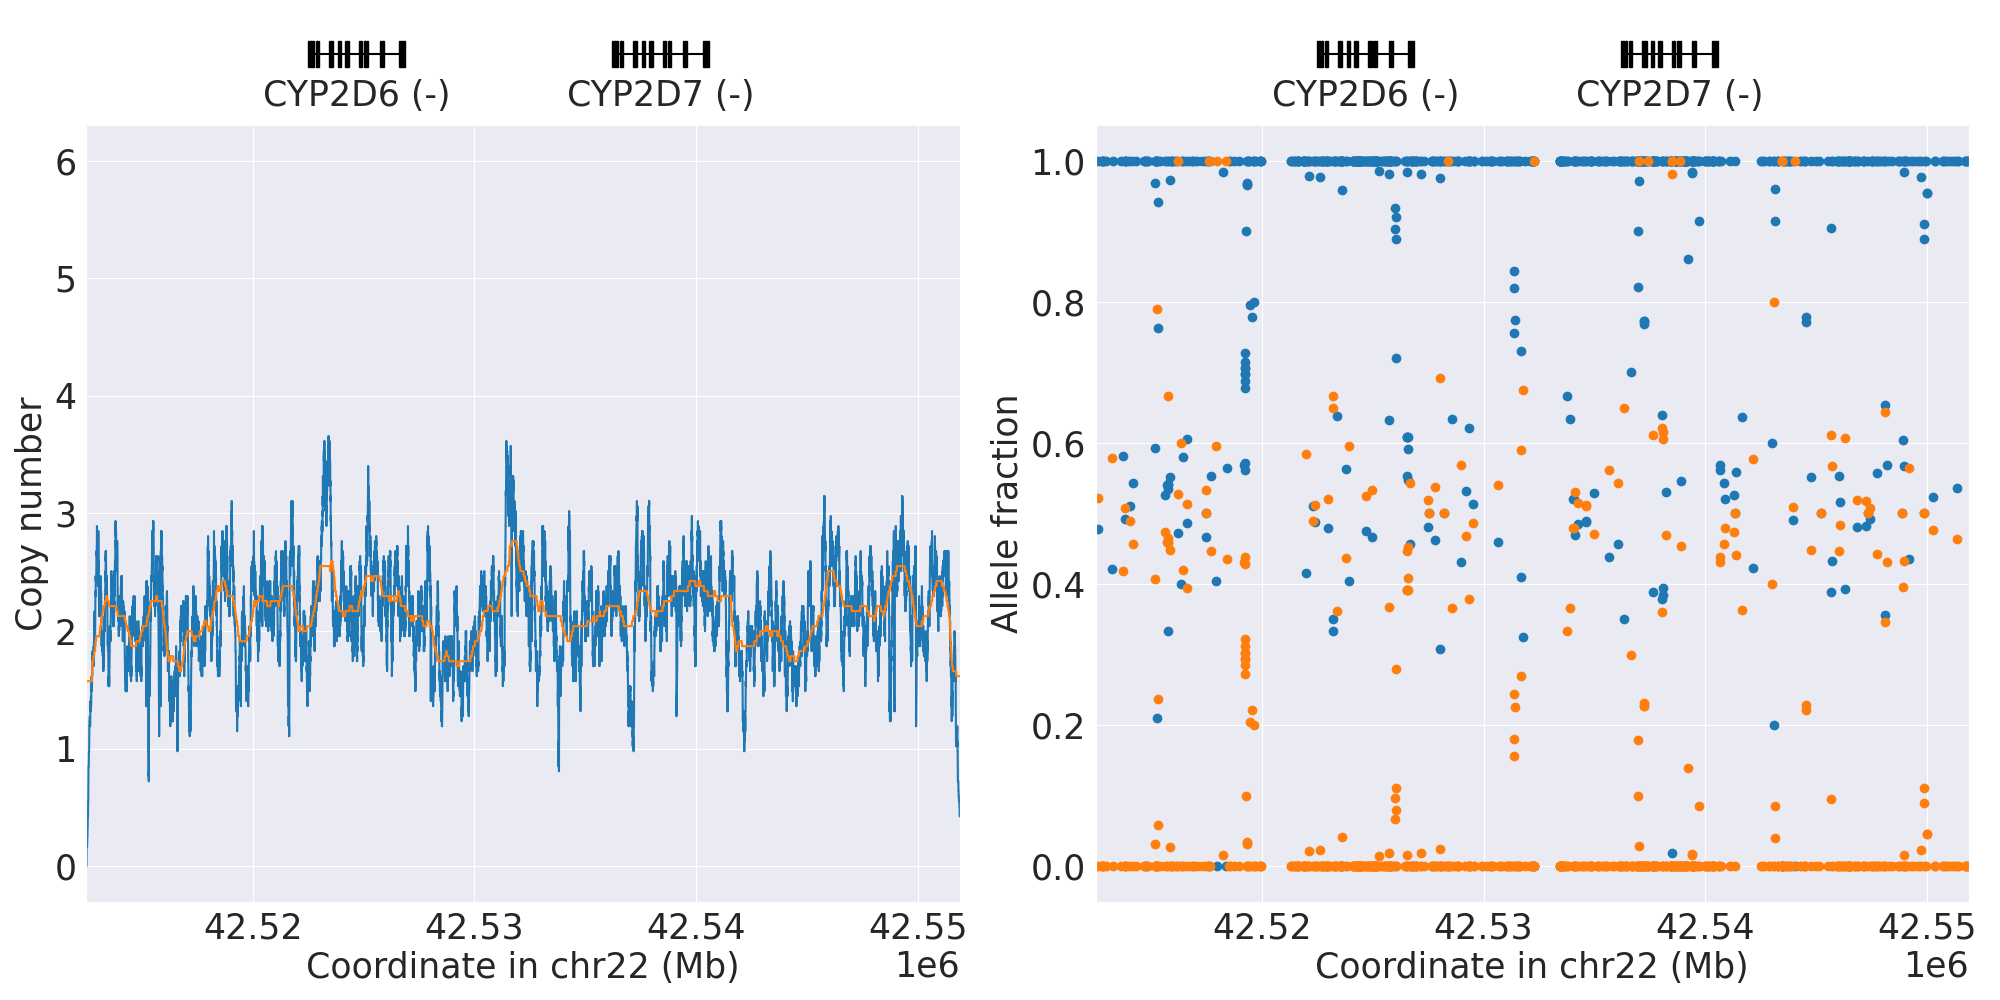 CYP2D6 (-) CYP2D7 (-)
Copy number
6
5
4
3
2
1
0
42.52 42.53 42.54 42.55
Coordinate in chr22 (Mb) 1e6
CYP2D6 (-) CYP2D7 (-)
Allele fraction
1.0
0.8
0.6
0.4
0.2
0.0
42.52 42.53 42.54 42.55
Coordinate in chr22 (Mb) 1e6